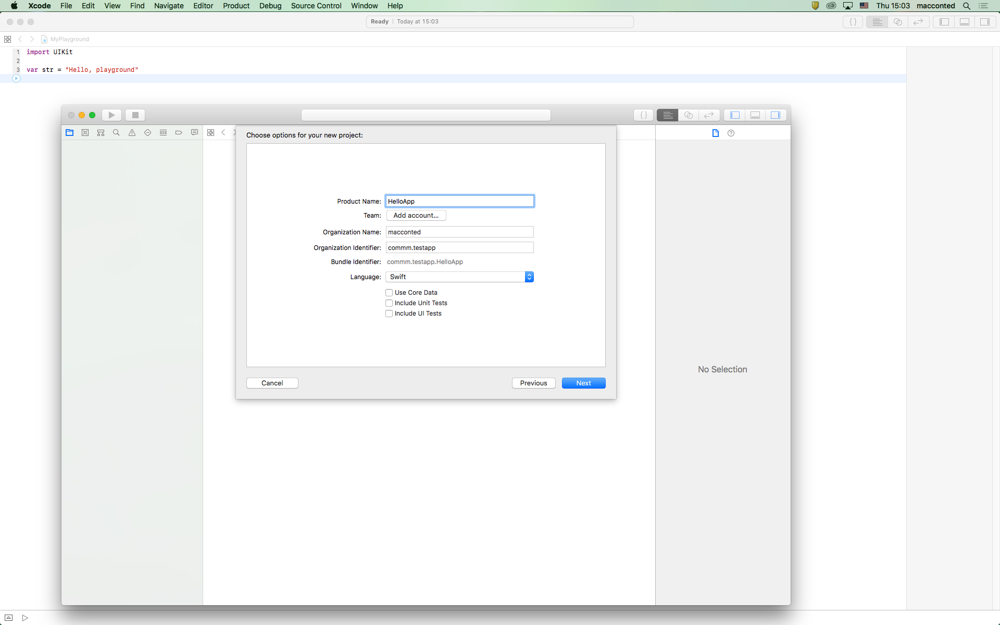 Xcode File Edit View Find Navigate Editor Product Debug Source Control Window Help Thu 15:03 macconted
Ready Today at 15:03
MyPlayground
1 import UIKit
2
3 var str = "Hello, playground"
Choose options for your new project:
Product Name: HelloApp
Team: Add account...
Organization Name: macconted
Organization Identifier: commm.testapp
Bundle Identifier: commm.testapp.HelloApp
Language: Swift
Use Core Data
Include Unit Tests
Include UI Tests
No Selection
Cancel Previous Next